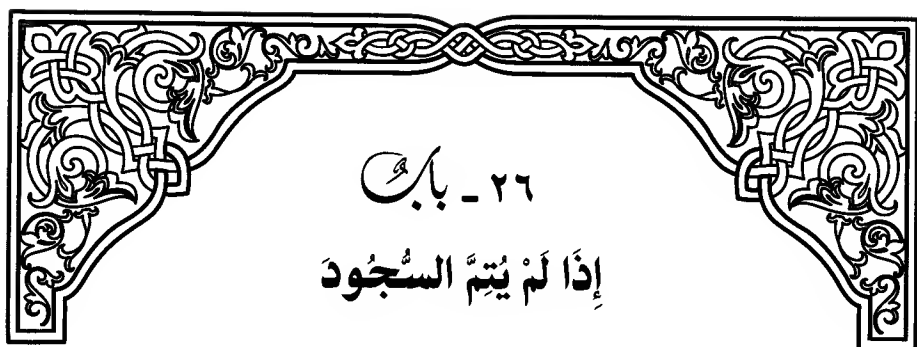 ٢٦ - بابٌ
إِذَا لَمْ يُتِمَّ السُّجُودَ